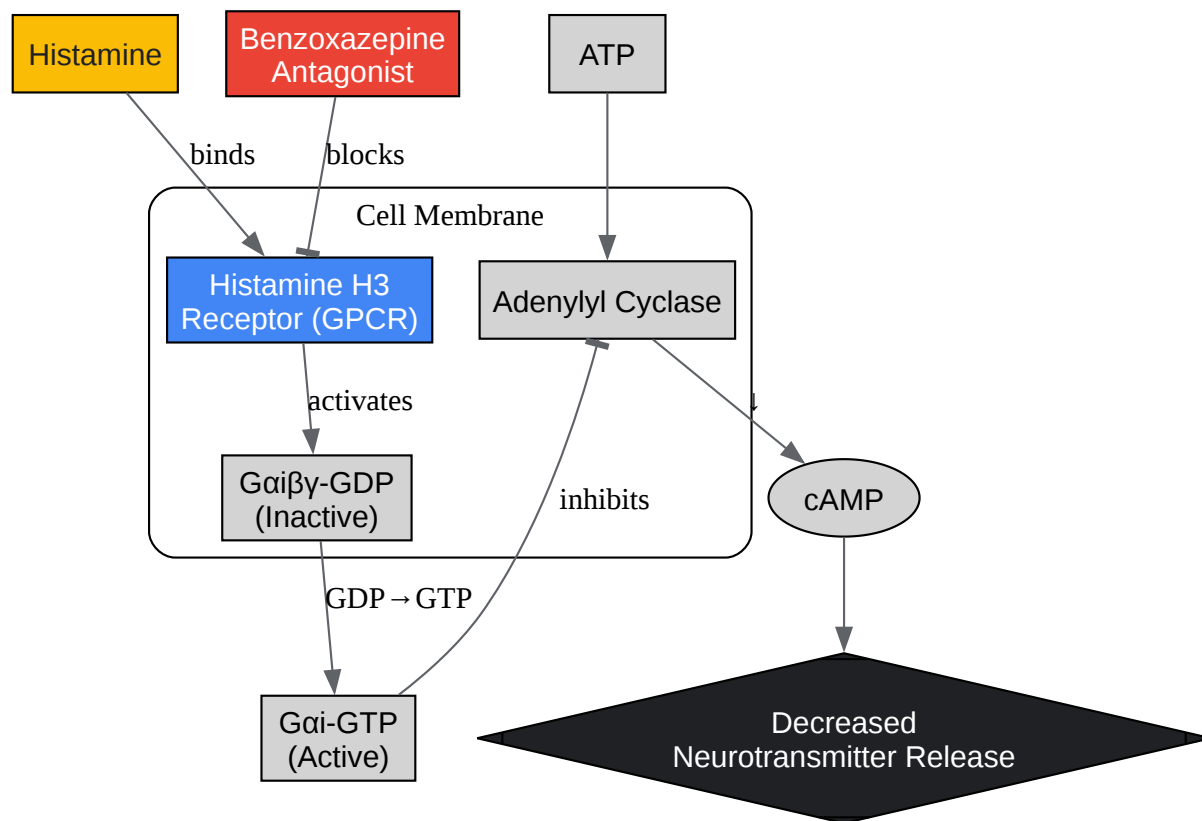 Histamine
Benzoxazepine
Antagonist
ATP
binds
blocks
Cell Membrane
Histamine H3
Receptor (GPCR)
Adenylyl Cyclase
activates
↓
Gαiβγ-GDP
(Inactive)
inhibits
cAMP
GDP→GTP
Gαi-GTP
(Active)
Decreased
Neurotransmitter Release